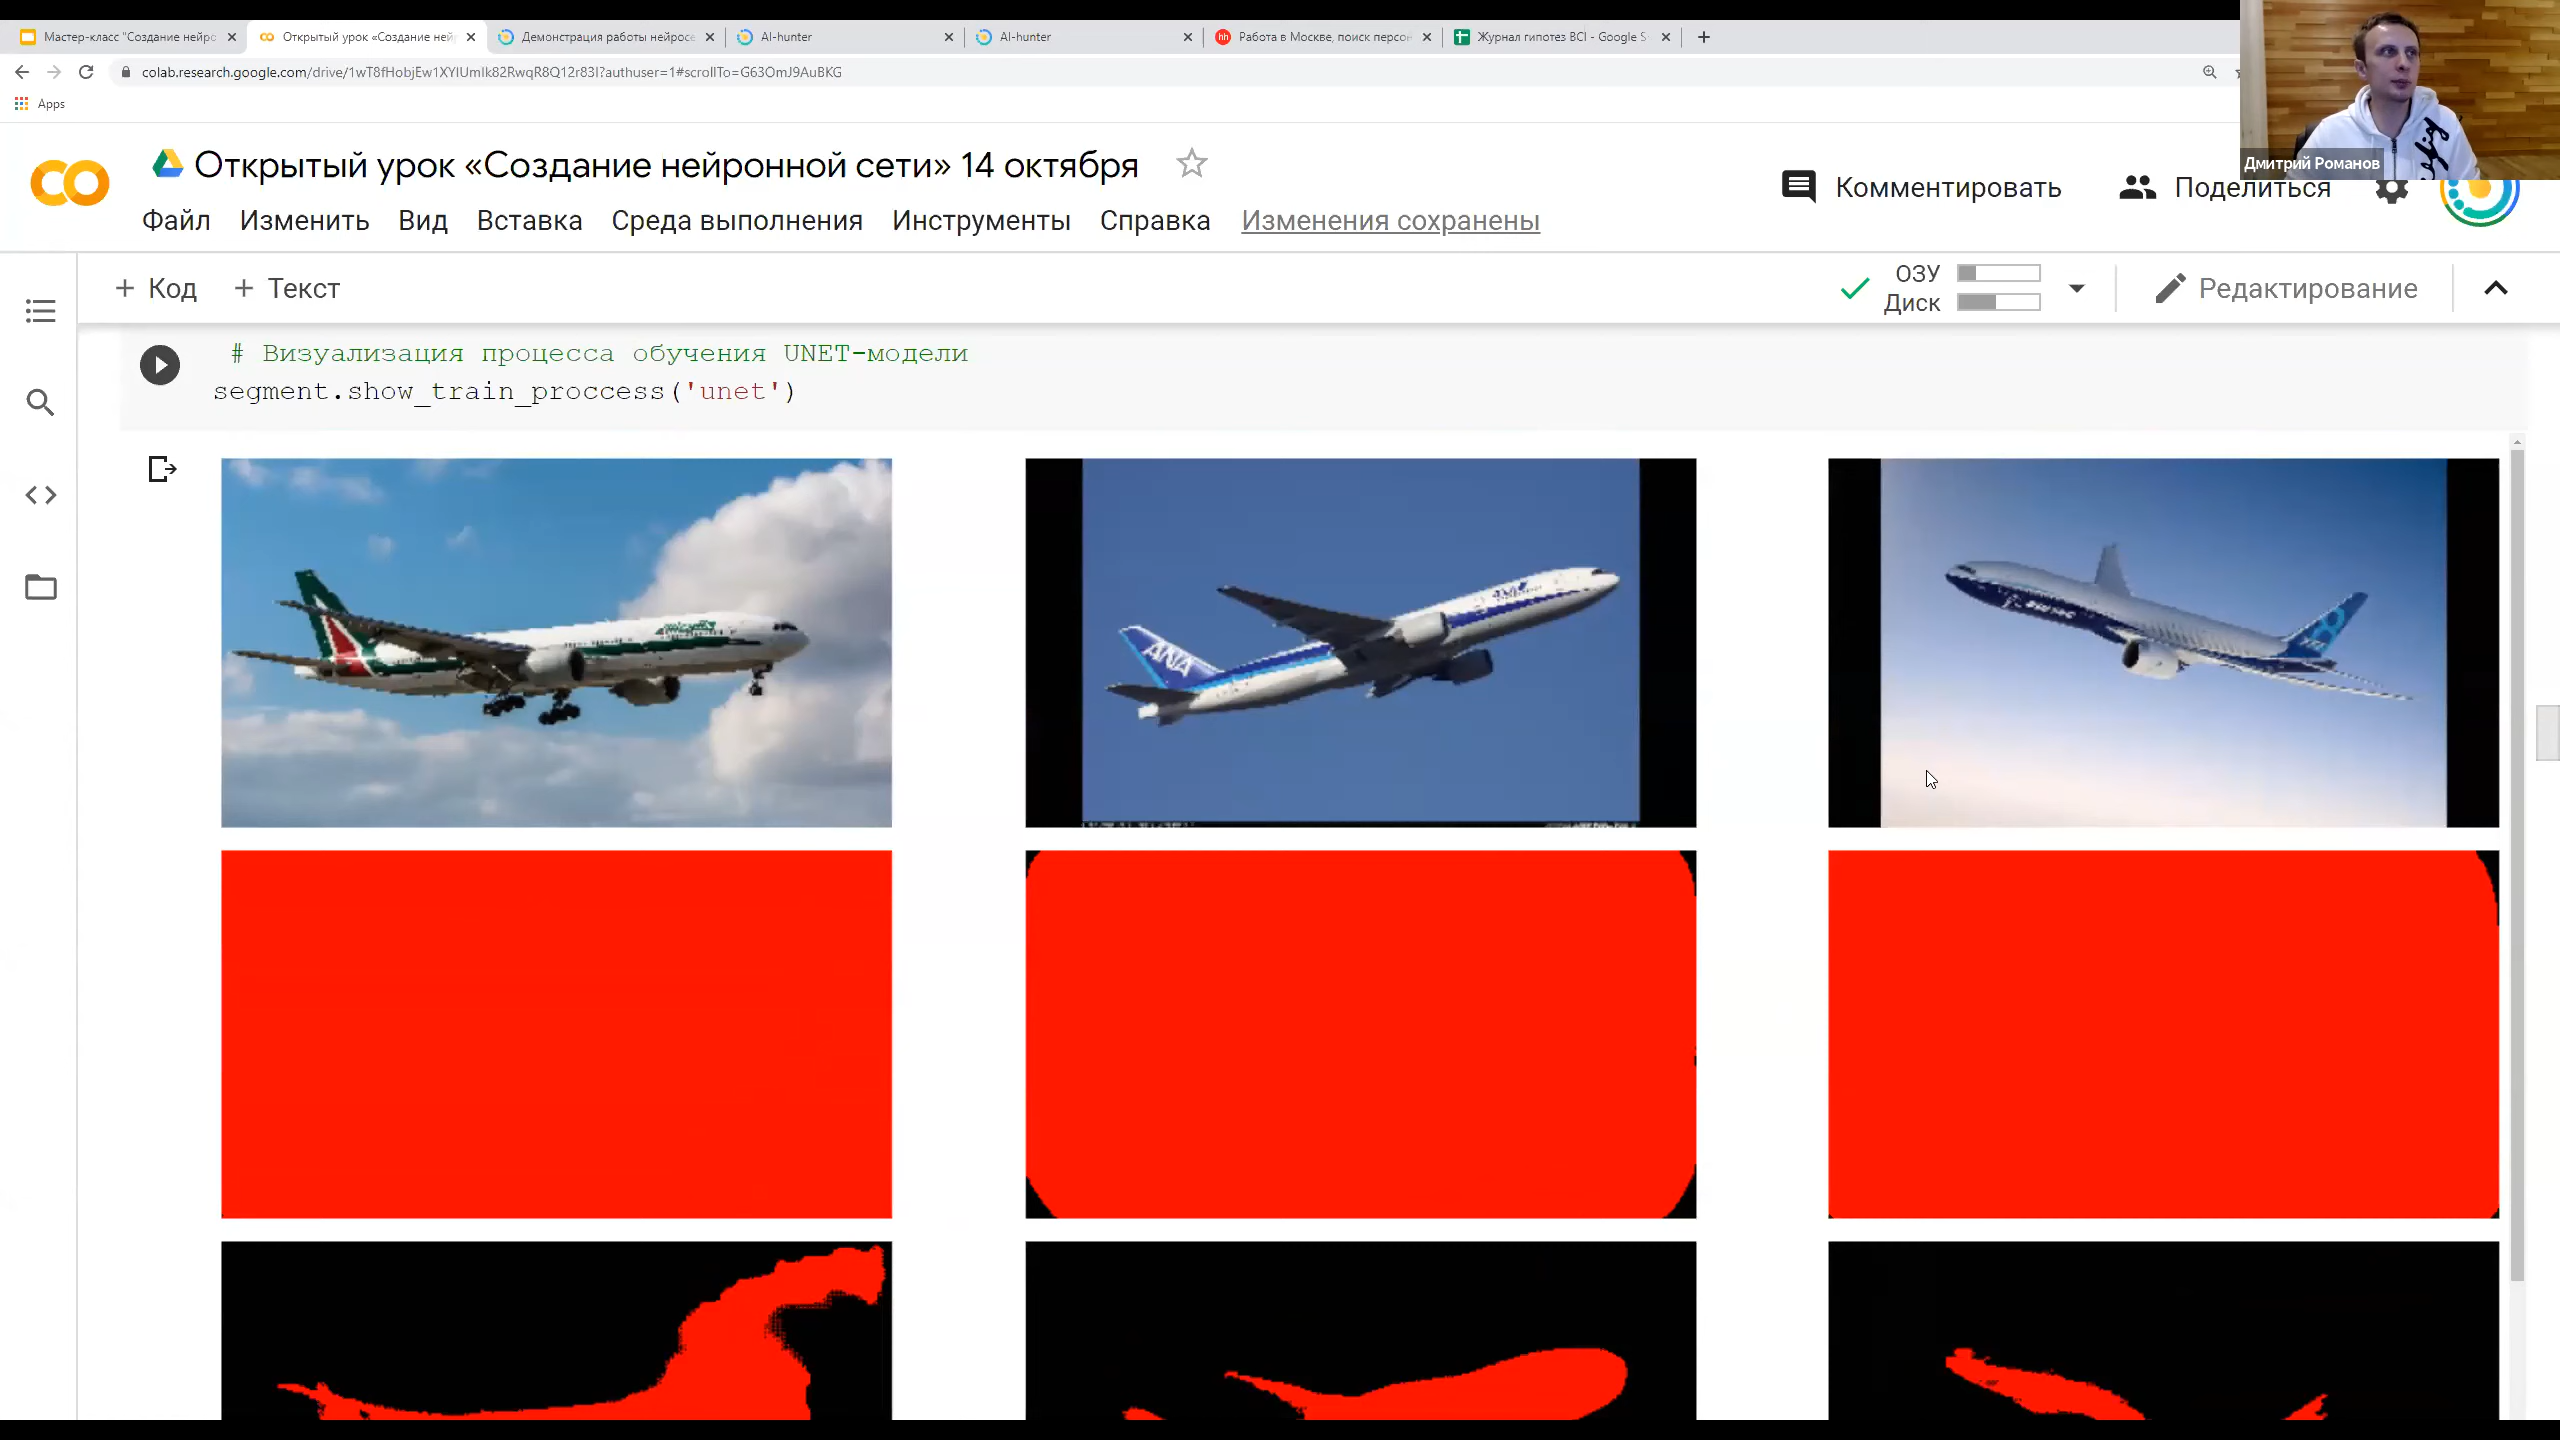 Мастер-класс "Создание нейро
Открытый урок «Создание ней
Демонстрация работы нейросе
AI-hunter
AI-hunter
Работа в Москве, поиск персо
Журнал гипотез BCI - Google S
colab.research.google.com/drive/1wT8fHobjEw1XYIUmIk82RwqR8Q12r83I?authuser=1#scrollTo=G63OmJ9AuBKG
Apps
Дмитрий Романов
Открытый урок «Создание нейронной сети» 14 октября
Комментировать
Поделиться
Файл Изменить Вид Вставка Среда выполнения Инструменты Справка Изменения сохранены
+ Код + Текст
ОЗУ
Диск
Редактирование
# Визуализация процесса обучения UNET-модели
segment.show_train_proccess('unet')
ANA